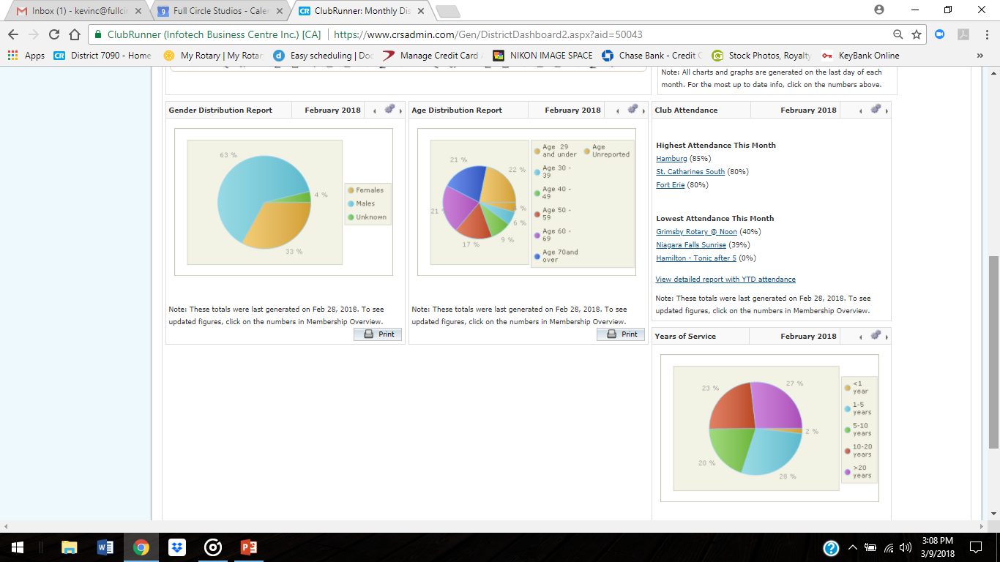 Inbox (1) - kevinc@fullcir
Full Circle Studios - Caler
ClubRunner: Monthly Dis
ClubRunner (Infotech Business Centre Inc.) [CA]
https://www.crsadmin.com/Gen/DistrictDashboard2.aspx?aid=50043
Apps
District 7090 - Home
My Rotary | My Rotar
Easy scheduling | Doo
Manage Credit Card
NIKON IMAGE SPACE
Chase Bank - Credit C
Stock Photos, Royalty
KeyBank Online
»
Note: All charts and graphs are generated on the last day of each
month. For the most up to date info, click on the numbers above.
Gender Distribution Report
February 2018
63 %
4 %
33 %
Females
Males
Unknown
Note: These totals were last generated on Feb 28, 2018. To see
updated figures, click on the numbers in Membership Overview.
Print
Age Distribution Report
February 2018
21 %
22 %
21
4 %
6 %
9 %
17 %
Age 29
and under
Age
Unreported
Age 30 -
39
Age 40 -
49
Age 50 -
59
Age 60 -
69
Age 70and
over
Note: These totals were last generated on Feb 28, 2018. To see
updated figures, click on the numbers in Membership Overview.
Print
Club Attendance
February 2018
Highest Attendance This Month
Hamburg (85%)
St. Catharines South (80%)
Fort Erie (80%)
Lowest Attendance This Month
Grimsby Rotary @ Noon (40%)
Niagara Falls Sunrise (39%)
Hamilton - Tonic after 5 (0%)
View detailed report with YTD attendance
Note: These totals were last generated on Feb 28, 2018. To see
updated figures, click on the numbers in Membership Overview.
Years of Service
February 2018
23 %
27 %
2 %
20 %
28 %
<1
year
1-5
years
5-10
years
10-20
years
>20
years
3:08 PM
3/9/2018